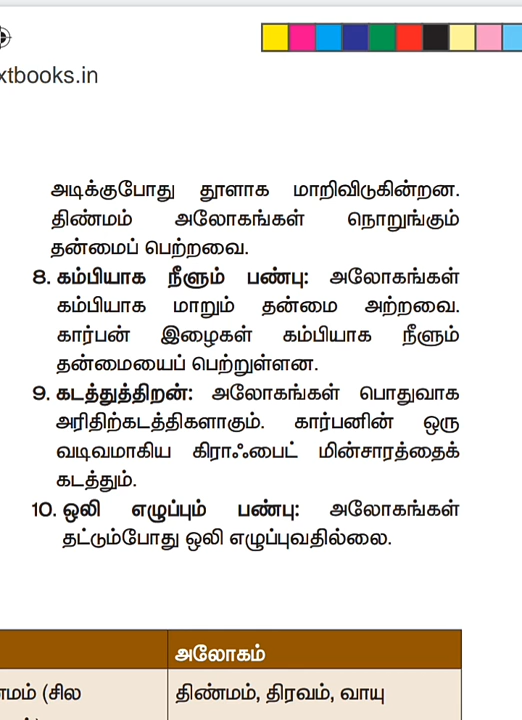 xtbooks.in
அடிக்குபோது தூளாக மாறிவிடுகின்றன.
திண்மம் அலோகங்கள் நொறுங்கும்
தன்மைப் பெற்றவை.
8. கம்பியாக நீளும் பண்பு: அலோகங்கள்
கம்பியாக மாறும் தன்மை அற்றவை.
கார்பன் இழைகள் கம்பியாக நீளும்
தன்மையைப் பெற்றுள்ளன.
9. கடத்துத்திறன்: அலோகங்கள் பொதுவாக
அரிதிற்கடத்திகளாகும். கார்பனின் ஒரு
வடிவமாகிய கிராஃபைட் மின்சாரத்தைக்
கடத்தும்.
10. ஒலி எழுப்பும் பண்பு: அலோகங்கள்
தட்டும்போது ஒலி எழுப்புவதில்லை.
அலோகம்
ன்மம் (சில திண்மம், திரவம், வாயு